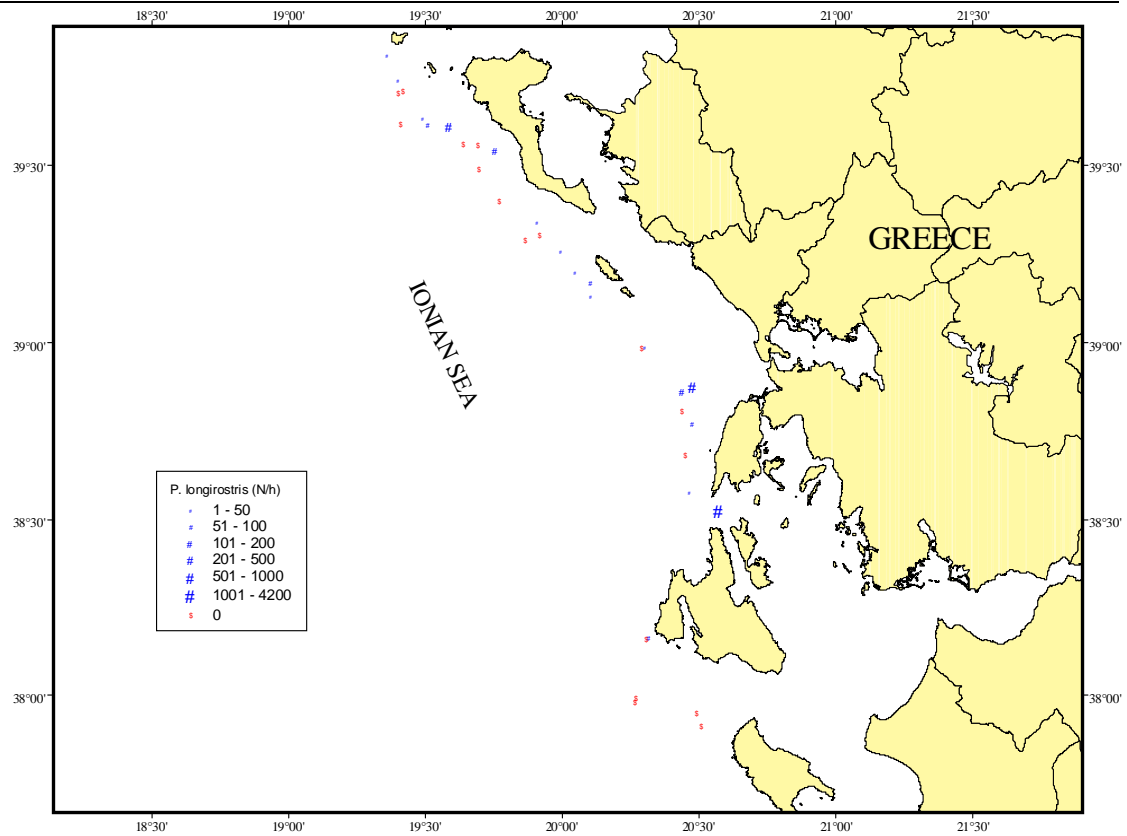 18°30' 19°00' 19°30' 20°00' 20°30' 21°00' 21°30'
39°30' 39°30'
GREECE
IONIAN SEA
39°00' 39°00'
P. longirostris (N/h)
# 1 - 50
# 51 - 100
# 101 - 200
# 201 - 500
# 501 - 1000
# 1001 - 4200
$ 0
38°30' 38°30'
38°00' 38°00'
18°30' 19°00' 19°30' 20°00' 20°30' 21°00' 21°30'